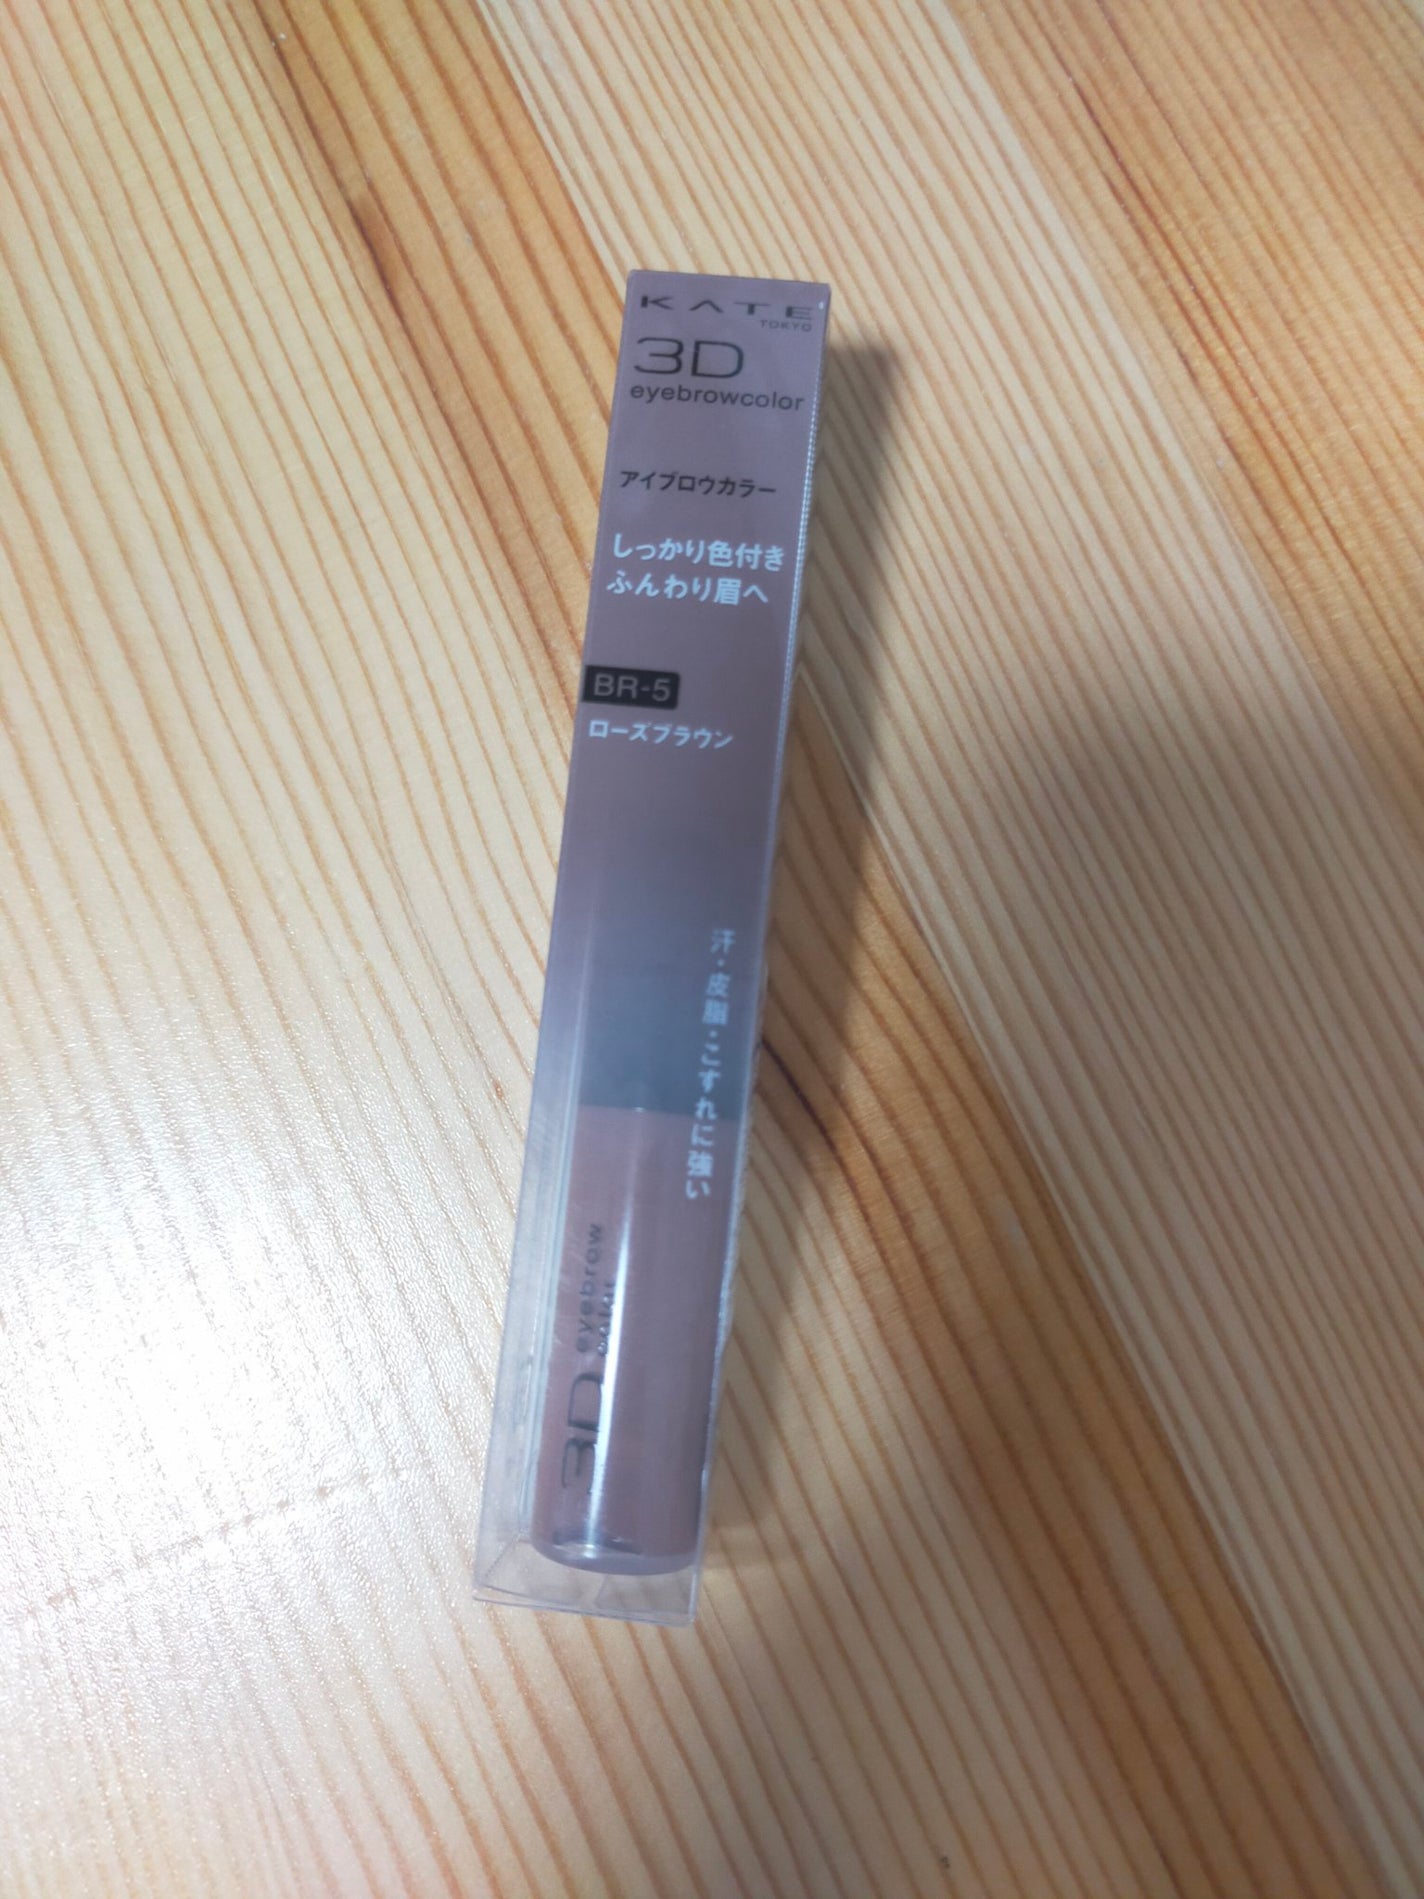 KATE
TOKYO
3D
eyebrowcolor
アイブロウカラー
しっかり色付き
ふんわり眉へ
BR-5
ローズブラウン
汗・皮脂・こすれに強い
3D
eyebrow
color